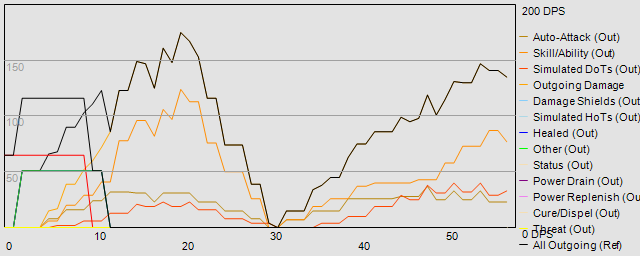 200 DPS
150
100
50
Auto-Attack (Out)
Skill/Ability (Out)
Simulated DoTs (Out)
Outgoing Damage
Damage Shields (Out
Simulated HoTs (Out)
Healed (Out)
Other (Out)
Status (Out)
Power Drain (Out)
Power Replenish (Ou
Cure/Dispel (Out)
Threat (Out)
All Outgoing (Ref)
0 DPS
0 10 20 30 40 50